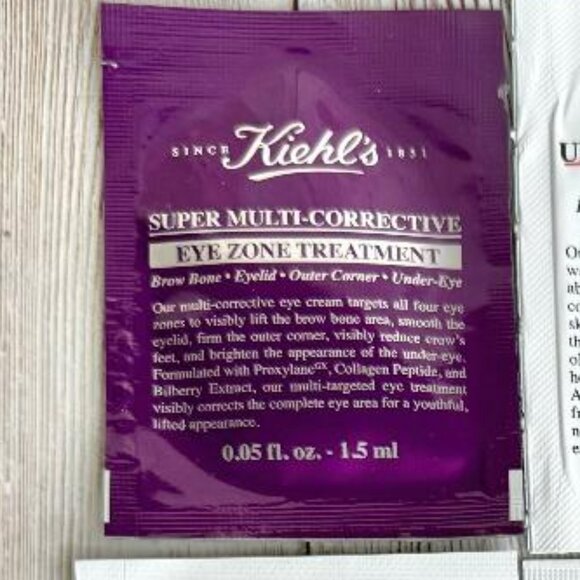 SINCE Kiehl's 1851
SUPER MULTI-CORRECTIVE
EYE ZONE TREATMENT
Brow Bone • Eyelid • Outer Corner • Under-Eye
Our multi-corrective eye cream targets all four eye
zones to visibly lift the brow bone area, smooth the
eyelid, firm the outer corner, visibly reduce crow's
feet, and brighten the appearance of the under-eye.
Formulated with Proxylane, Collagen Peptide, and
Bilberry Extract, our multi-targeted eye treatment
visibly corrects the complete eye area for a youthful,
lifted appearance.
0.05 fl. oz. - 1.5 ml